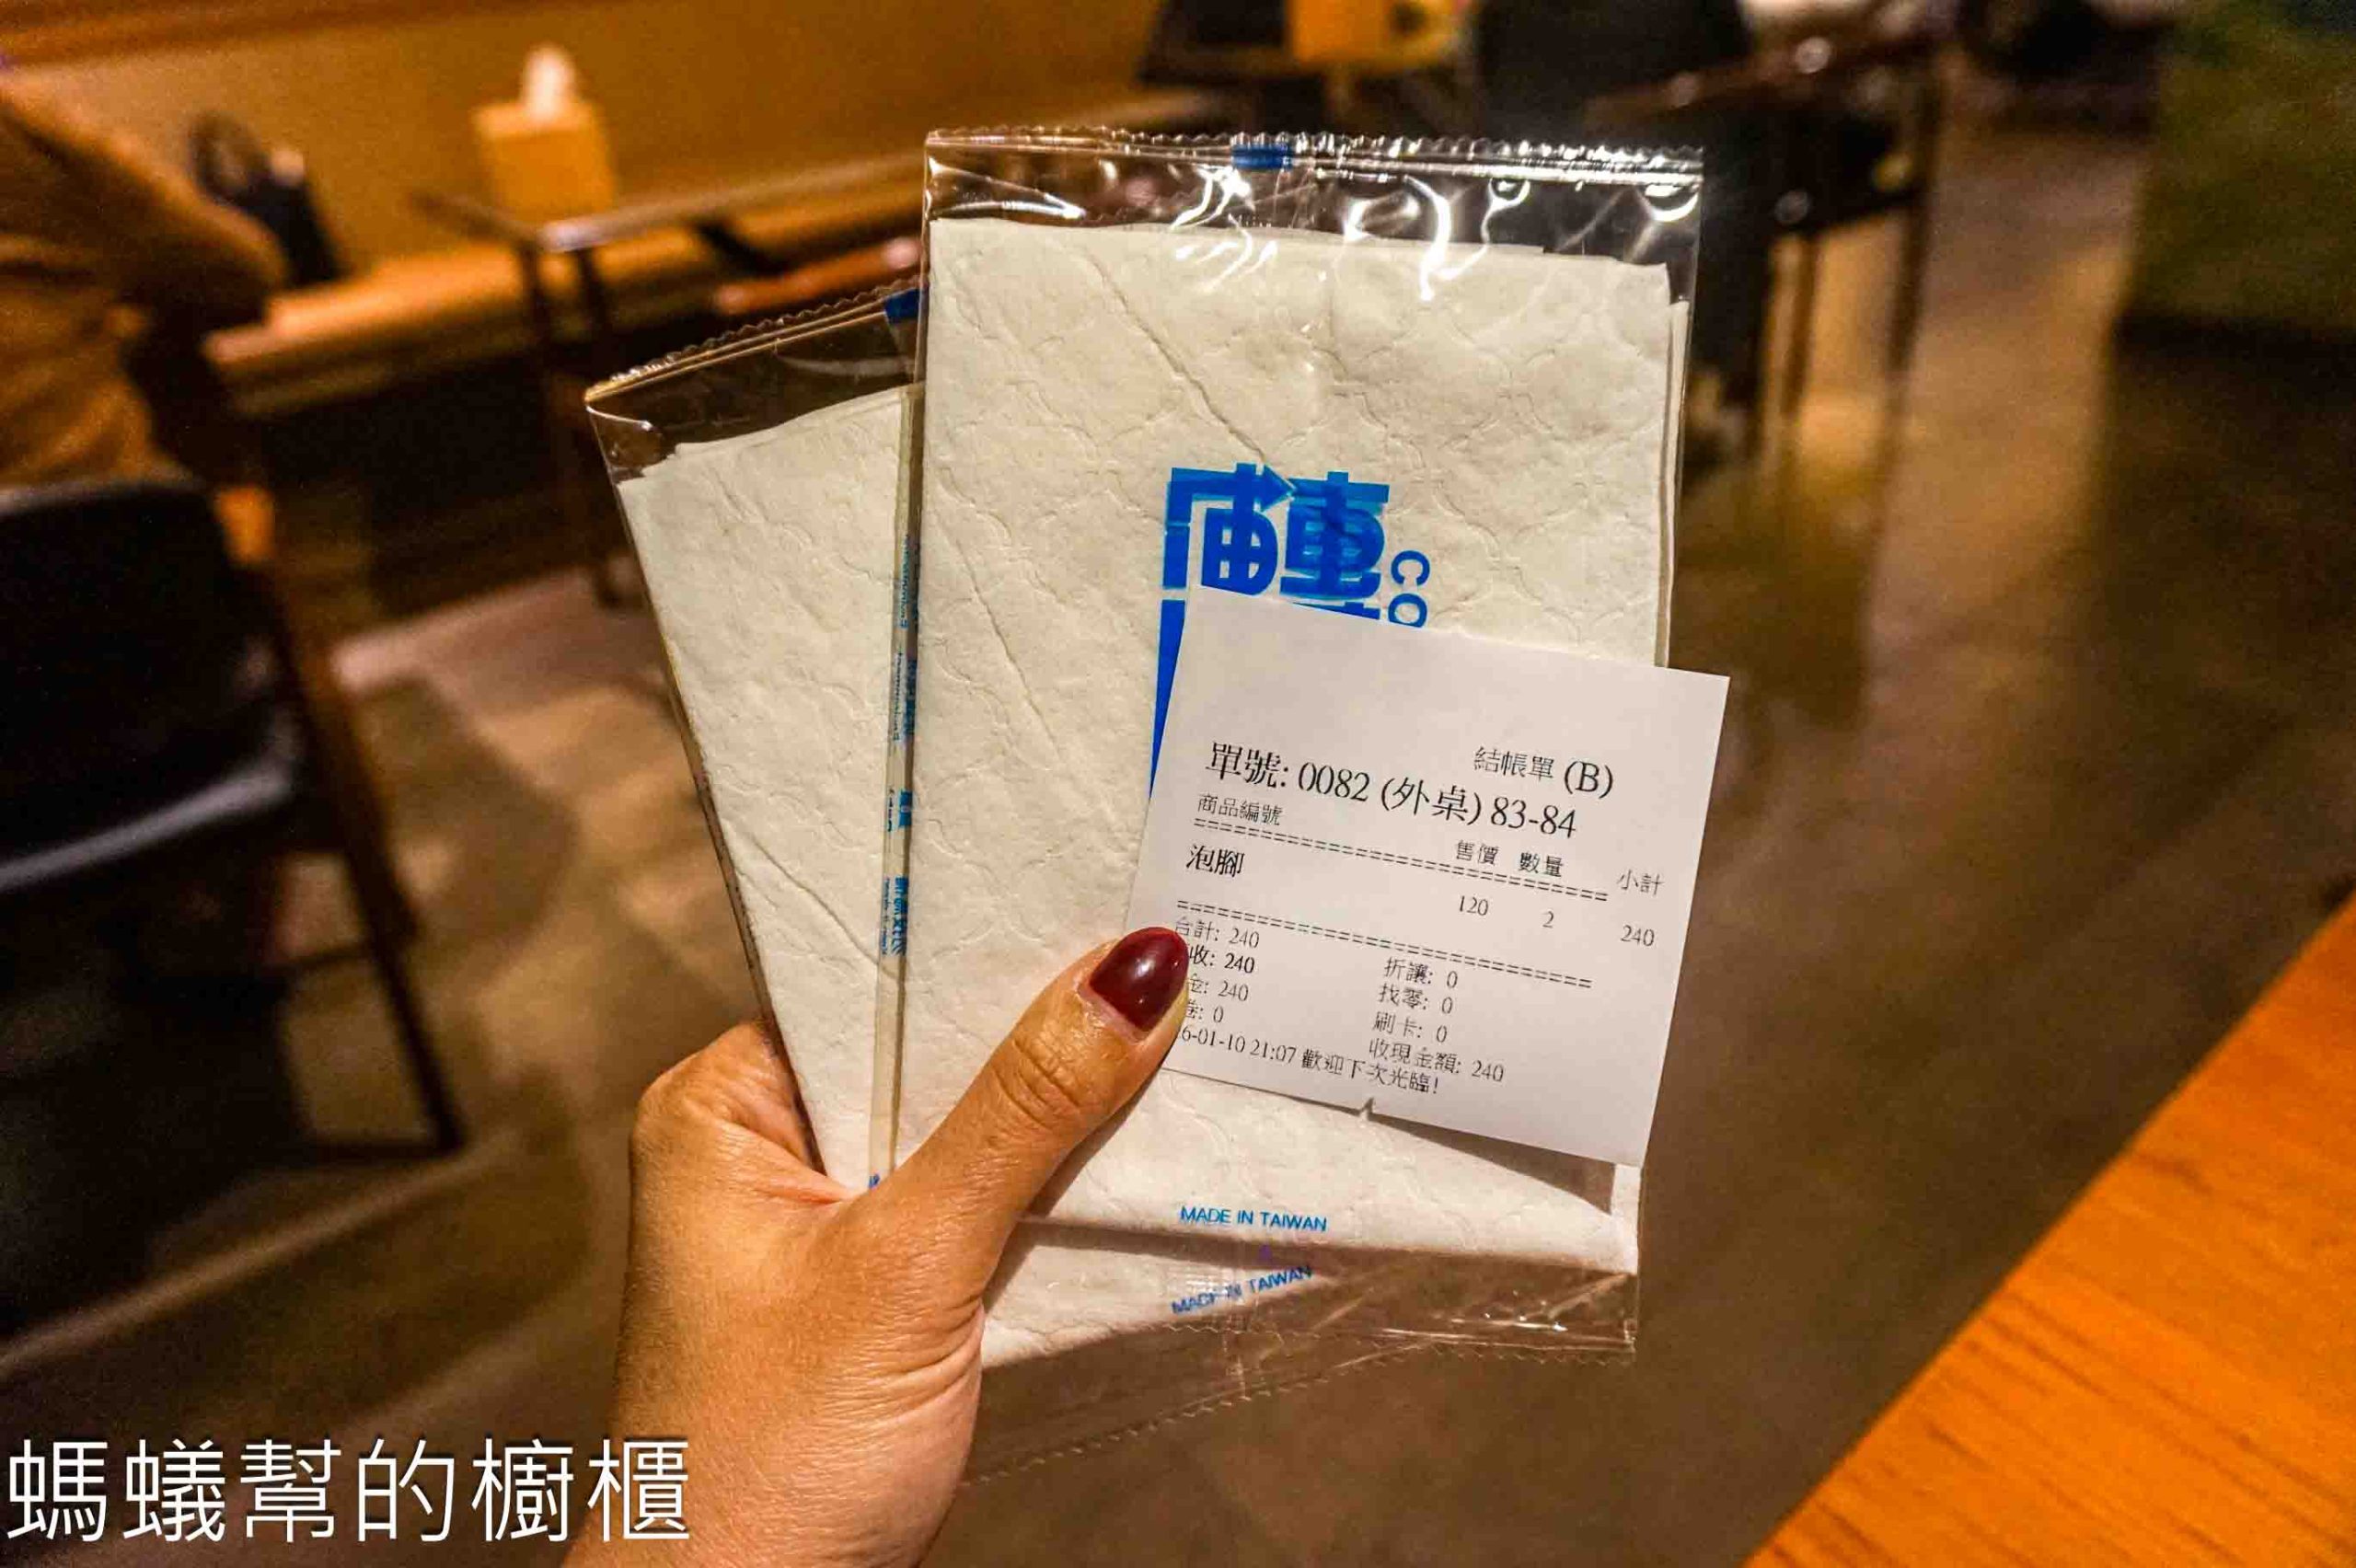 CO
結帳單 (B)
單號: 0082 (外桌) 83-84
商品編號 售價 數量 小計
泡腳 120 2 240
合計: 240 折讓: 0
收: 240 找零: 0
金: 240 刷卡: 0
卷: 0 收現金額: 240
6-01-10 21:07 歡迎下次光臨!
MADE IN TAIWAN
MADE IN TAIWAN
螞蟻幫的櫥櫃